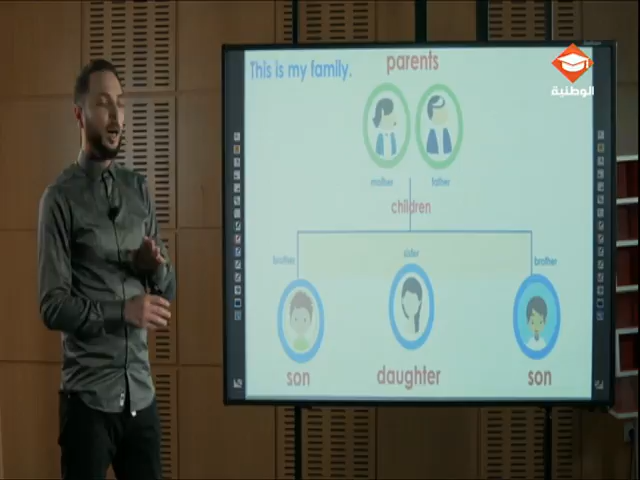 This is my family.
parents
mother father
children
brother sister brother
son daughter son
الوطنية